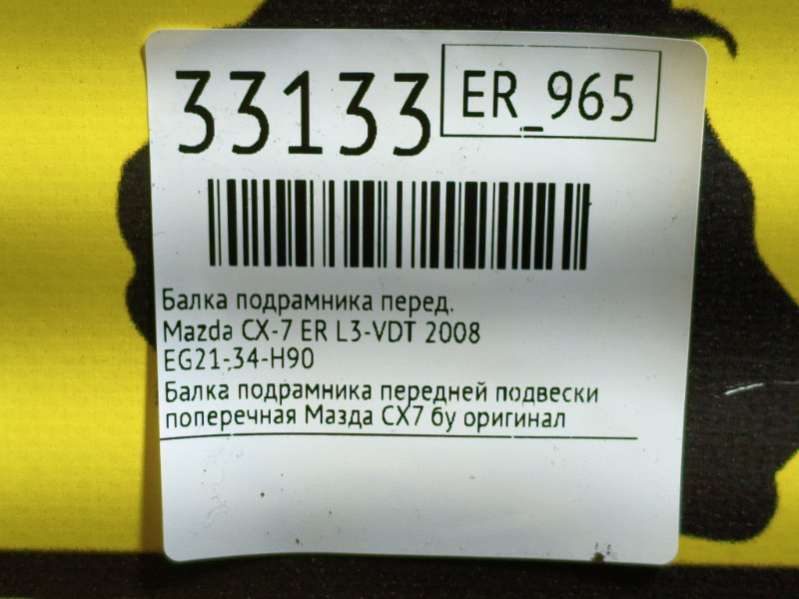 33133
ER_965
Балка подрамника перед.
Mazda CX-7 ER L3-VDT 2008
EG21-34-H90
Балка подрамника передней подвески
поперечная Мазда СХ7 бу оригинал